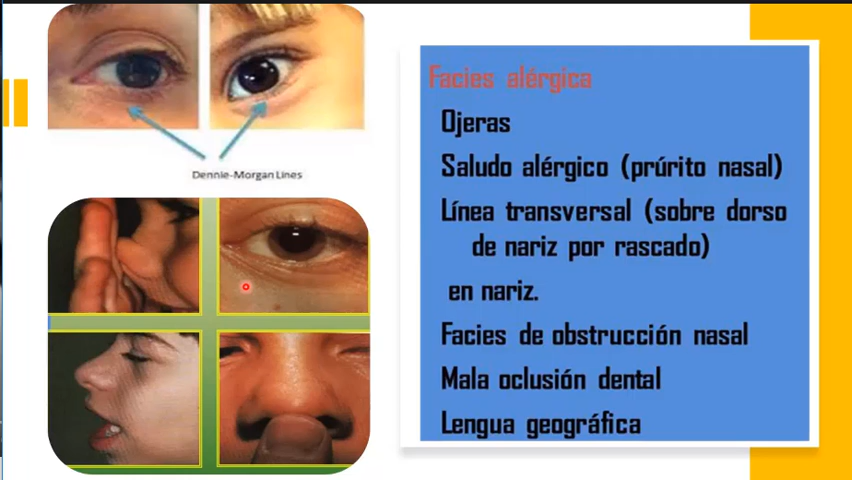 Dennie-Morgan Lines
Facies alérgica
Ojeras
Saludo alérgico (prúrito nasal)
Línea transversal (sobre dorso
de nariz por rascado)
en nariz.
Facies de obstrucción nasal
Mala oclusión dental
Lengua geográfica